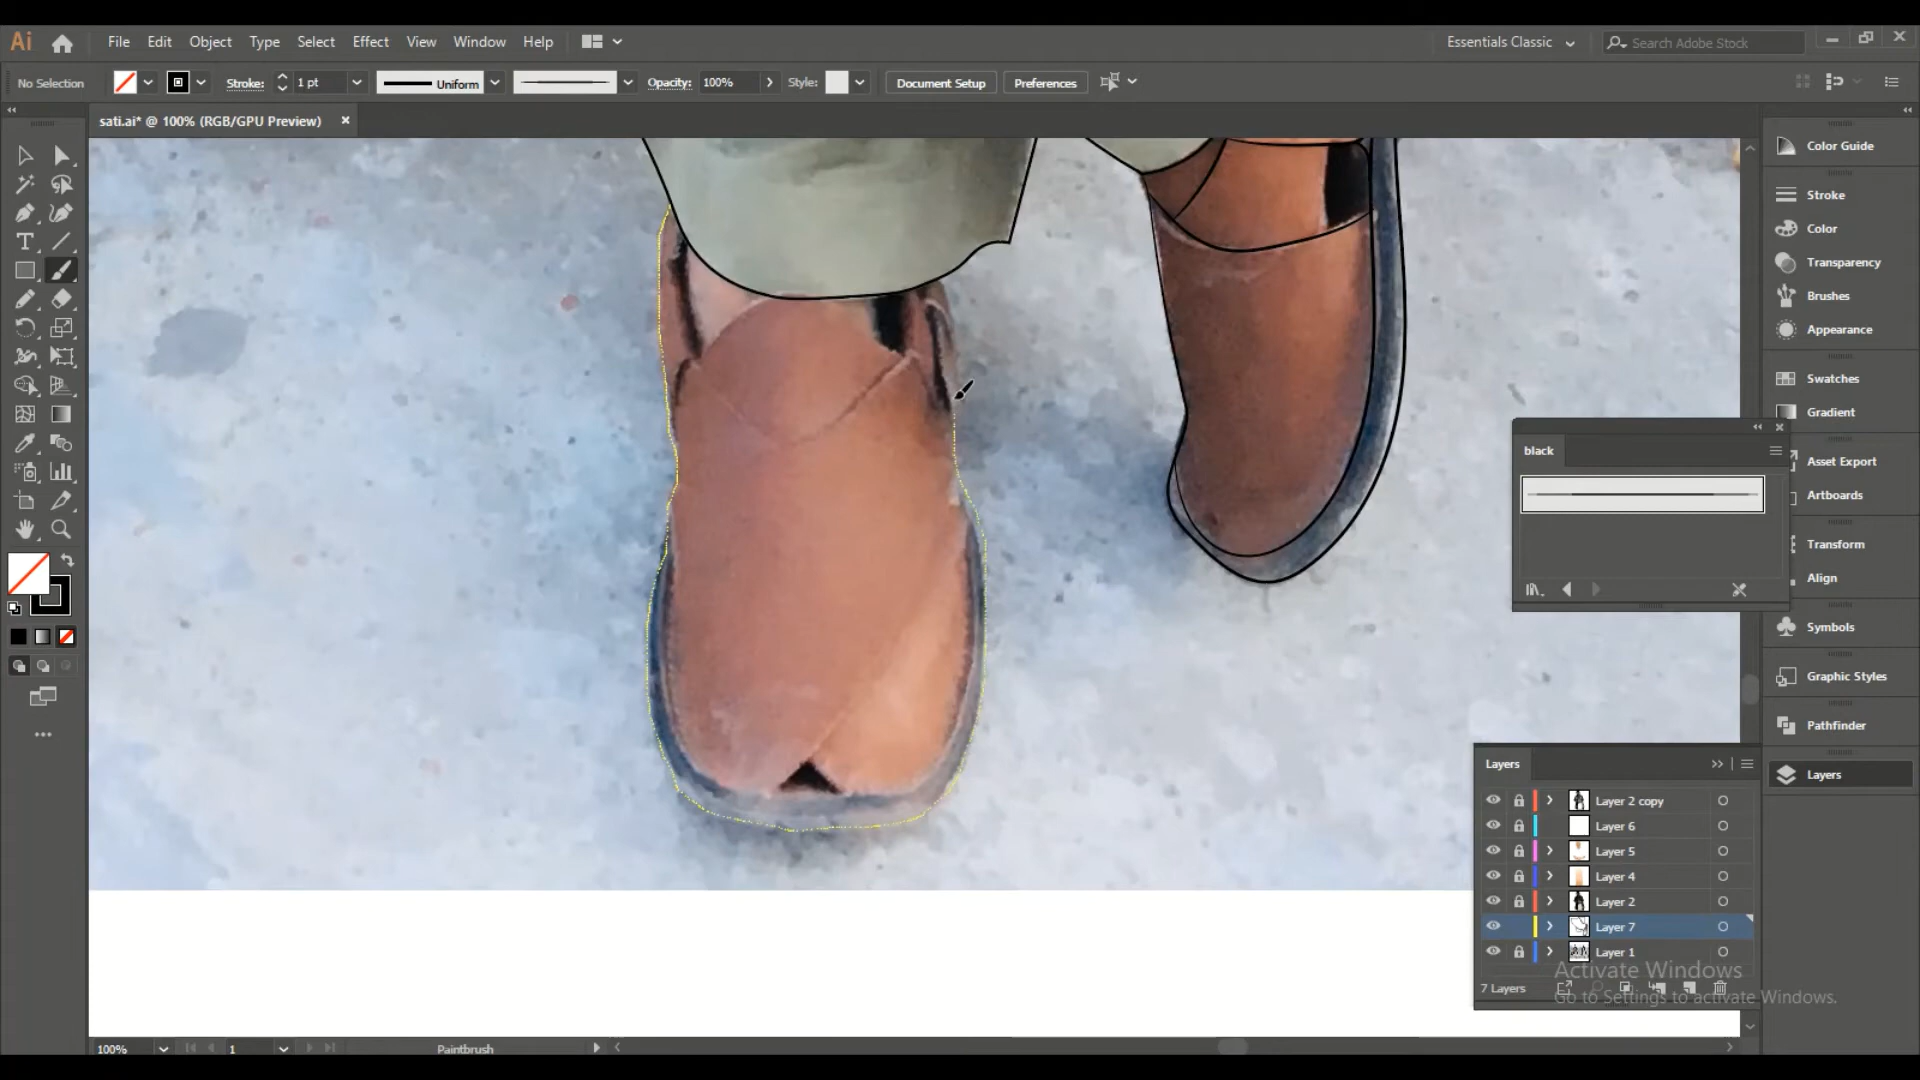 Ai File Edit Object Type Select Effect View Window Help Essentials Classic Search Adobe Stock
No Selection Stroke: 1 pt Uniform Opacity: 100% Style: Document Setup Preferences
sati.ai* @ 100% (RGB/GPU Preview)
Color Guide
Stroke
Color
Transparency
Brushes
Appearance
Swatches
Gradient
black
Asset Export
Artboards
Transform
Align
Symbols
Graphic Styles
Pathfinder
Layers
Layers
Layer 2 copy
Layer 6
Layer 5
Layer 4
Layer 2
Layer 7
Layer 1
Activate Windows
7 Layers
Go to Settings to activate Windows.
100% 1 Paintbrush